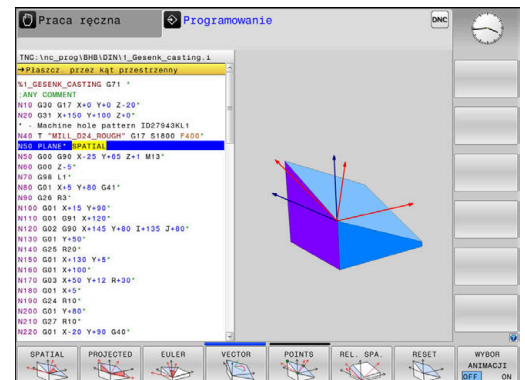 Praca ręczna
Programowanie
DNC
TNC:\nc_prog\BHB\DIN\1_Gesenk_casting.i
→Płaszcz. przez kąt przestrzenny
%1_GESENK_CASTING G71 *
;ANY COMMENT
N10 G30 G17 X+0 Y+0 Z-20*
N20 G31 X+150 Y+100 Z+0*
* - Machine hole pattern ID27943KL1
N40 T "MILL_D24_ROUGH" G17 S1800 F400*
N50 PLANE* SPATIAL
N50 G00 G90 X-25 Y+65 Z+1 M13*
N60 G00 Z-5*
N70 G98 L1*
N80 G01 X+5 Y+80 G41*
N90 G26 R3*
N100 G01 X+15 Y+90*
N110 G01 G91 X+120*
N120 G02 G90 X+145 Y+80 I+135 J+80*
N130 G01 Y+50*
N140 G25 R20*
N150 G01 X+130 Y+5*
N160 G01 X+100*
N170 G03 X+50 Y+12 R+30*
N180 G01 X+5*
N190 G24 R10*
N200 G01 Y+80*
N210 G27 R10*
N220 G01 X-20 Y+90 G40*
SPATIAL
PROJECTED
EULER
VECTOR
POINTS
REL. SPA.
RESET
WYBOR
ANIMACJI
OFF ON